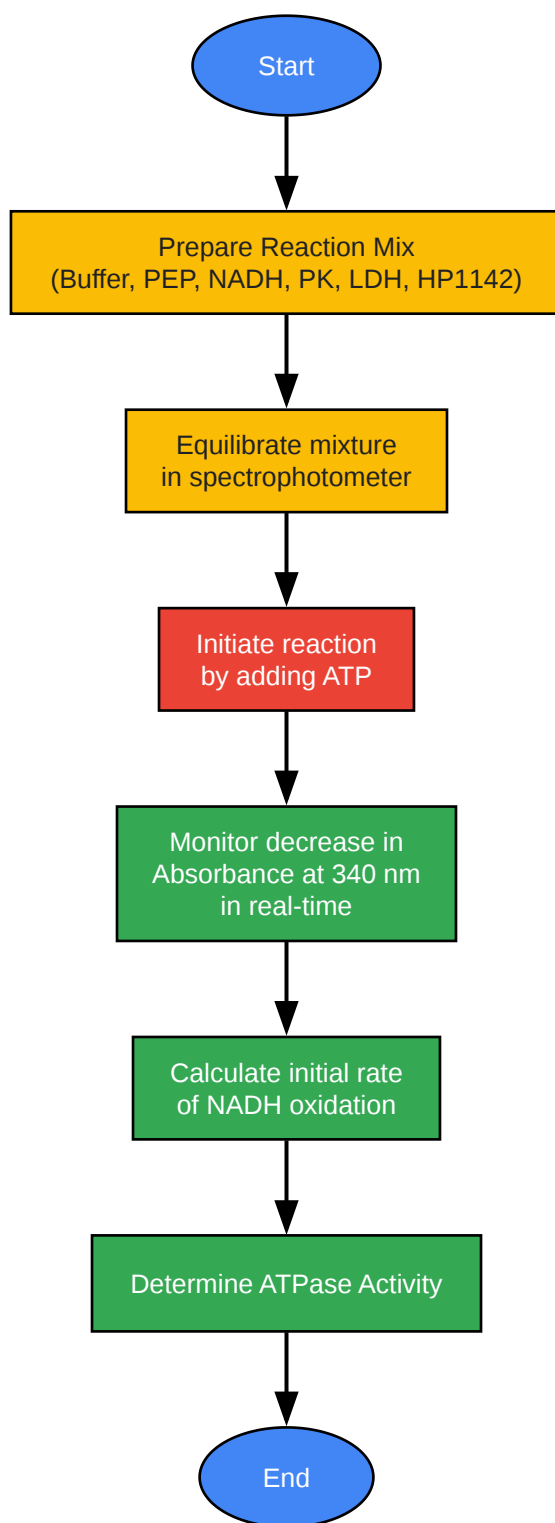 Start
Prepare Reaction Mix
(Buffer, PEP, NADH, PK, LDH, HP1142)
Equilibrate mixture
in spectrophotometer
Initiate reaction
by adding ATP
Monitor decrease in
Absorbance at 340 nm
in real-time
Calculate initial rate
of NADH oxidation
Determine ATPase Activity
End